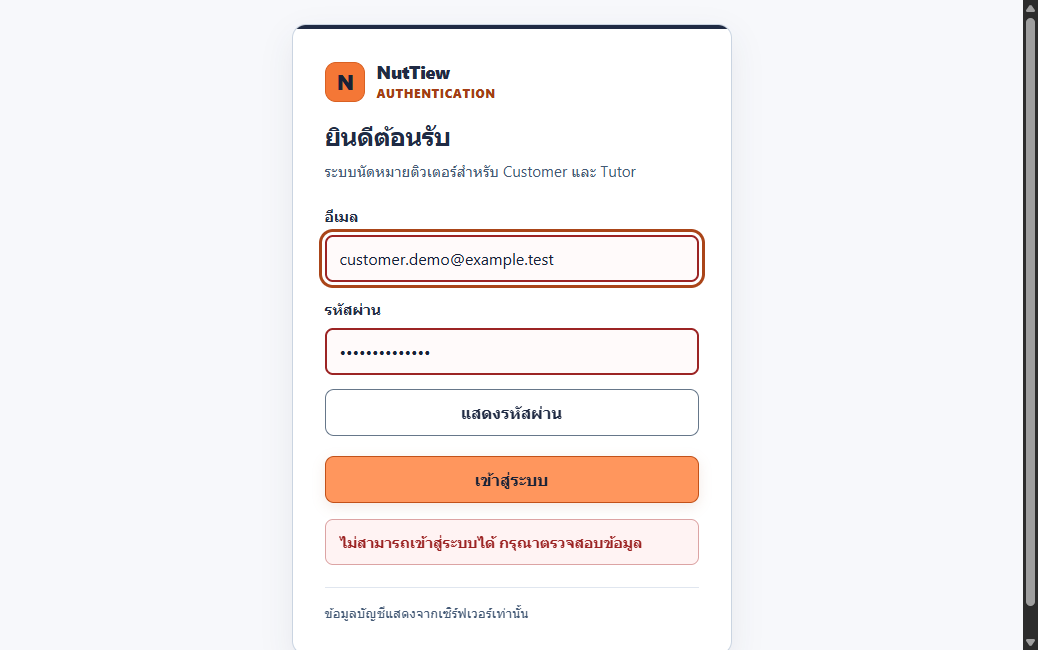 N
NutTiew
AUTHENTICATION
ยินดีต้อนรับ
ระบบนัดหมายติวเตอร์สำหรับ Customer และ Tutor
อีเมล
customer.demo@example.test
รหัสผ่าน
••••••••••••••
แสดงรหัสผ่าน
เข้าสู่ระบบ
ไม่สามารถเข้าสู่ระบบได้ กรุณาตรวจสอบข้อมูล
ข้อมูลบัญชีแสดงจากเซิร์ฟเวอร์เท่านั้น